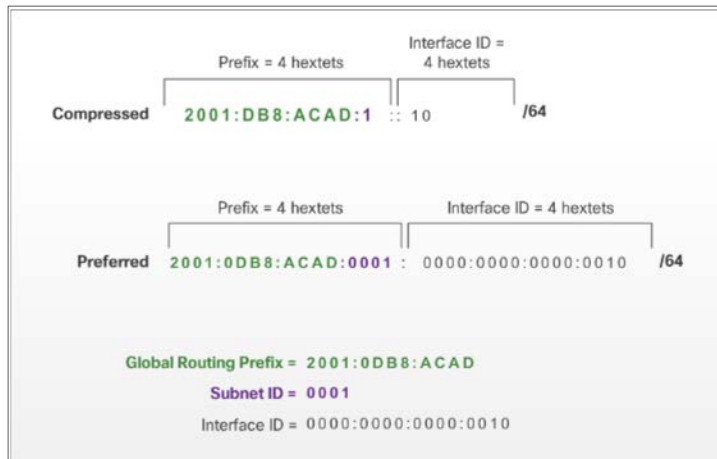 Interface ID =
Prefix = 4 hextets 4 hextets
Compressed 2001:DB8:ACAD:1 :: 10 /64
Prefix = 4 hextets Interface ID = 4 hextets
Preferred 2001:0DB8:ACAD:0001 : 0000:0000:0000:0010 /64
Global Routing Prefix = 2001:0DB8:ACAD
Subnet ID = 0001
Interface ID = 0000:0000:0000:0010